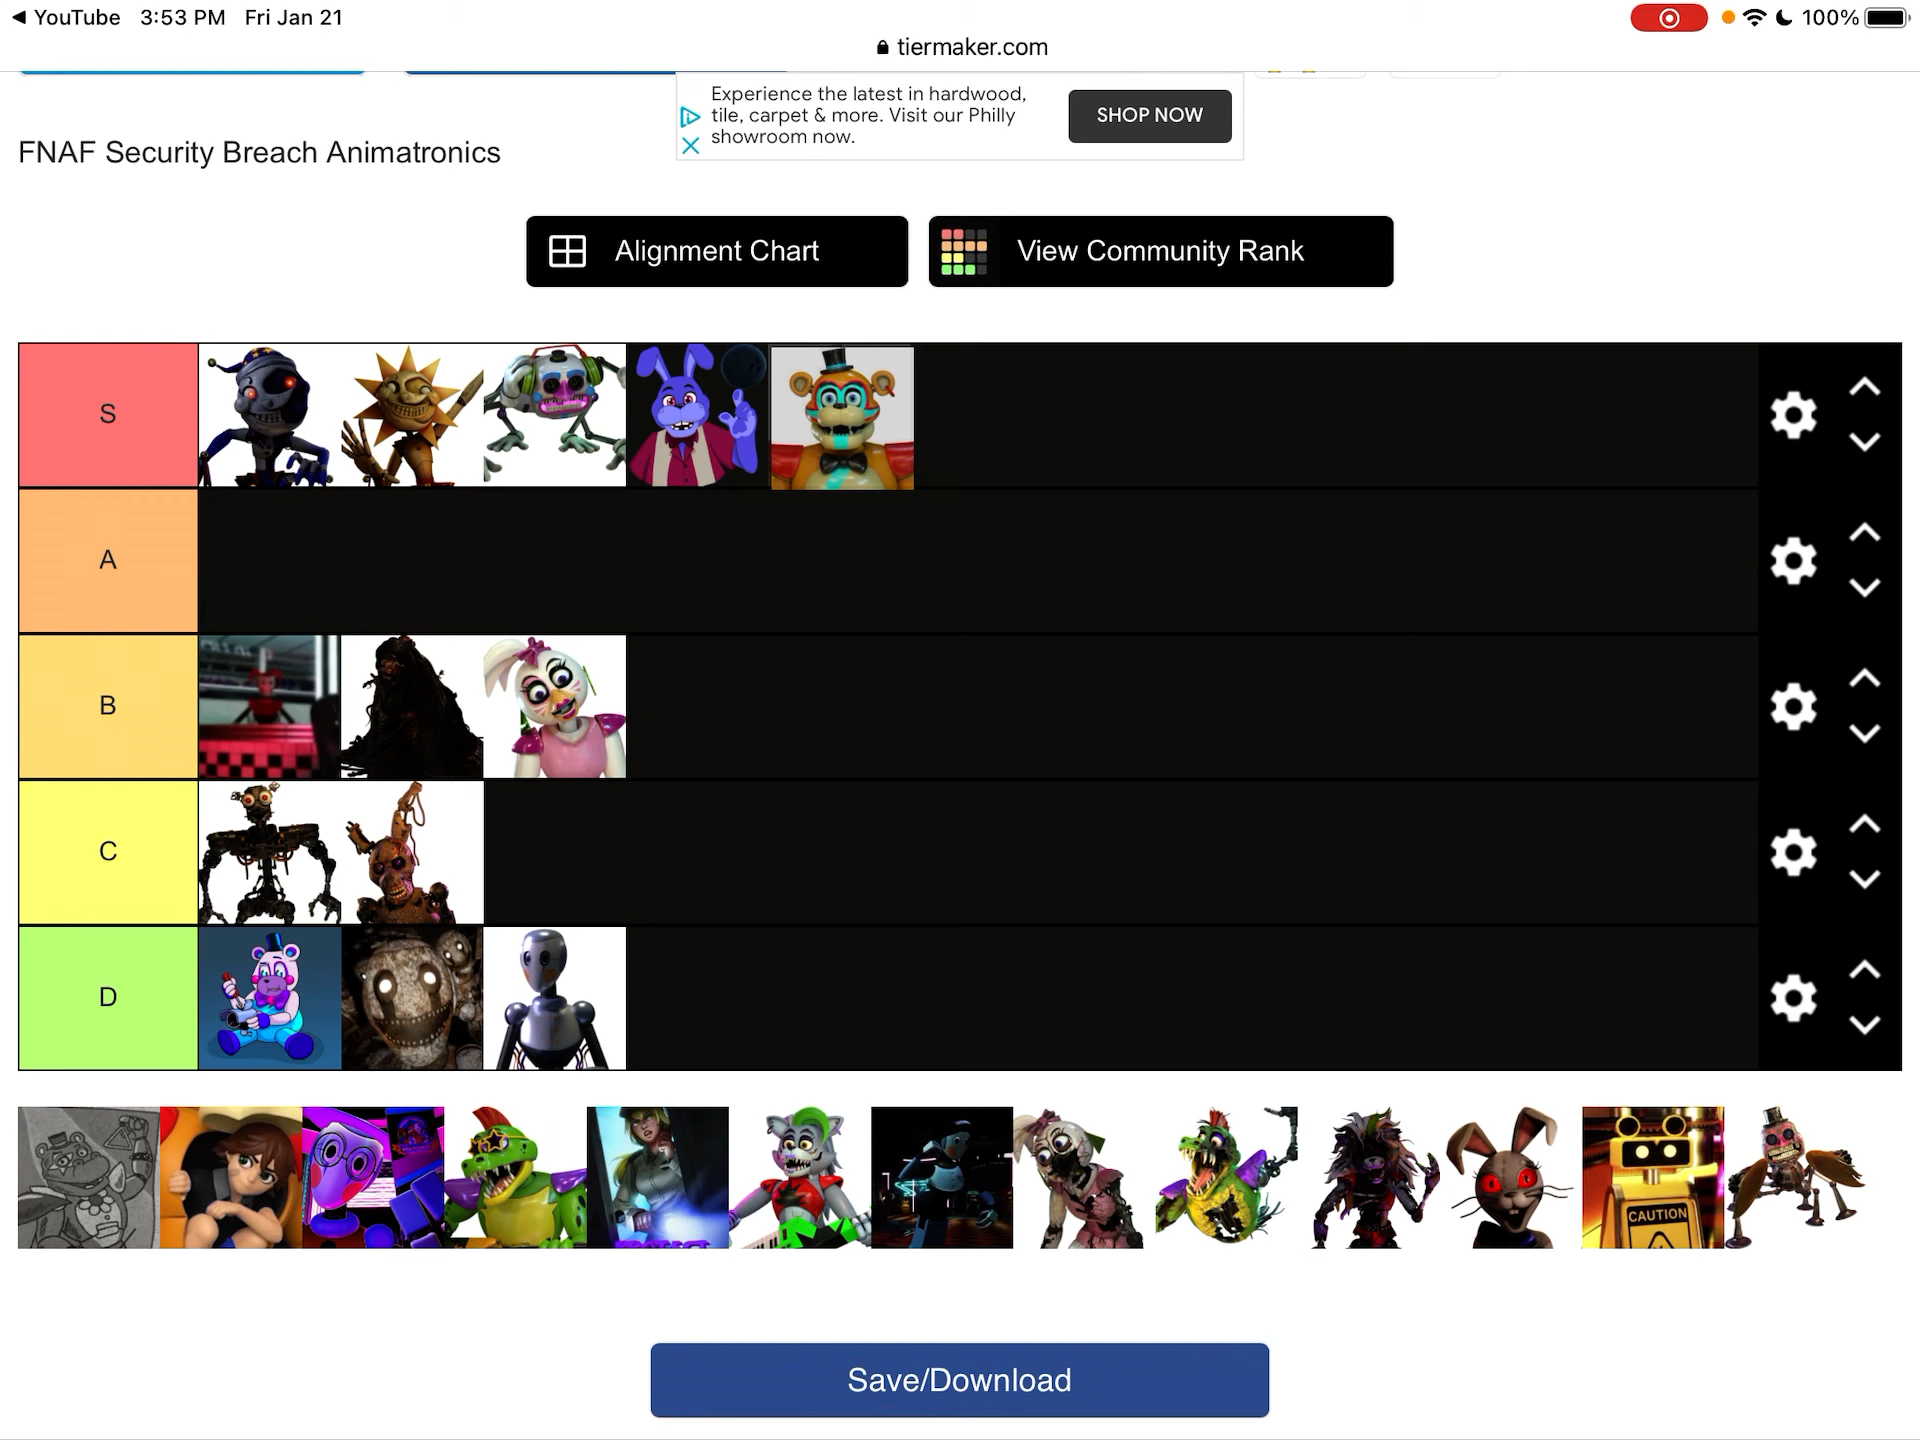 YouTube 3:53 PM Fri Jan 21 100%
tiermaker.com
Experience the latest in hardwood,
tile, carpet & more. Visit our Philly
showroom now.
SHOP NOW
FNAF Security Breach Animatronics
Alignment Chart
View Community Rank
S
A
B
C
D
CAUTION
Save/Download